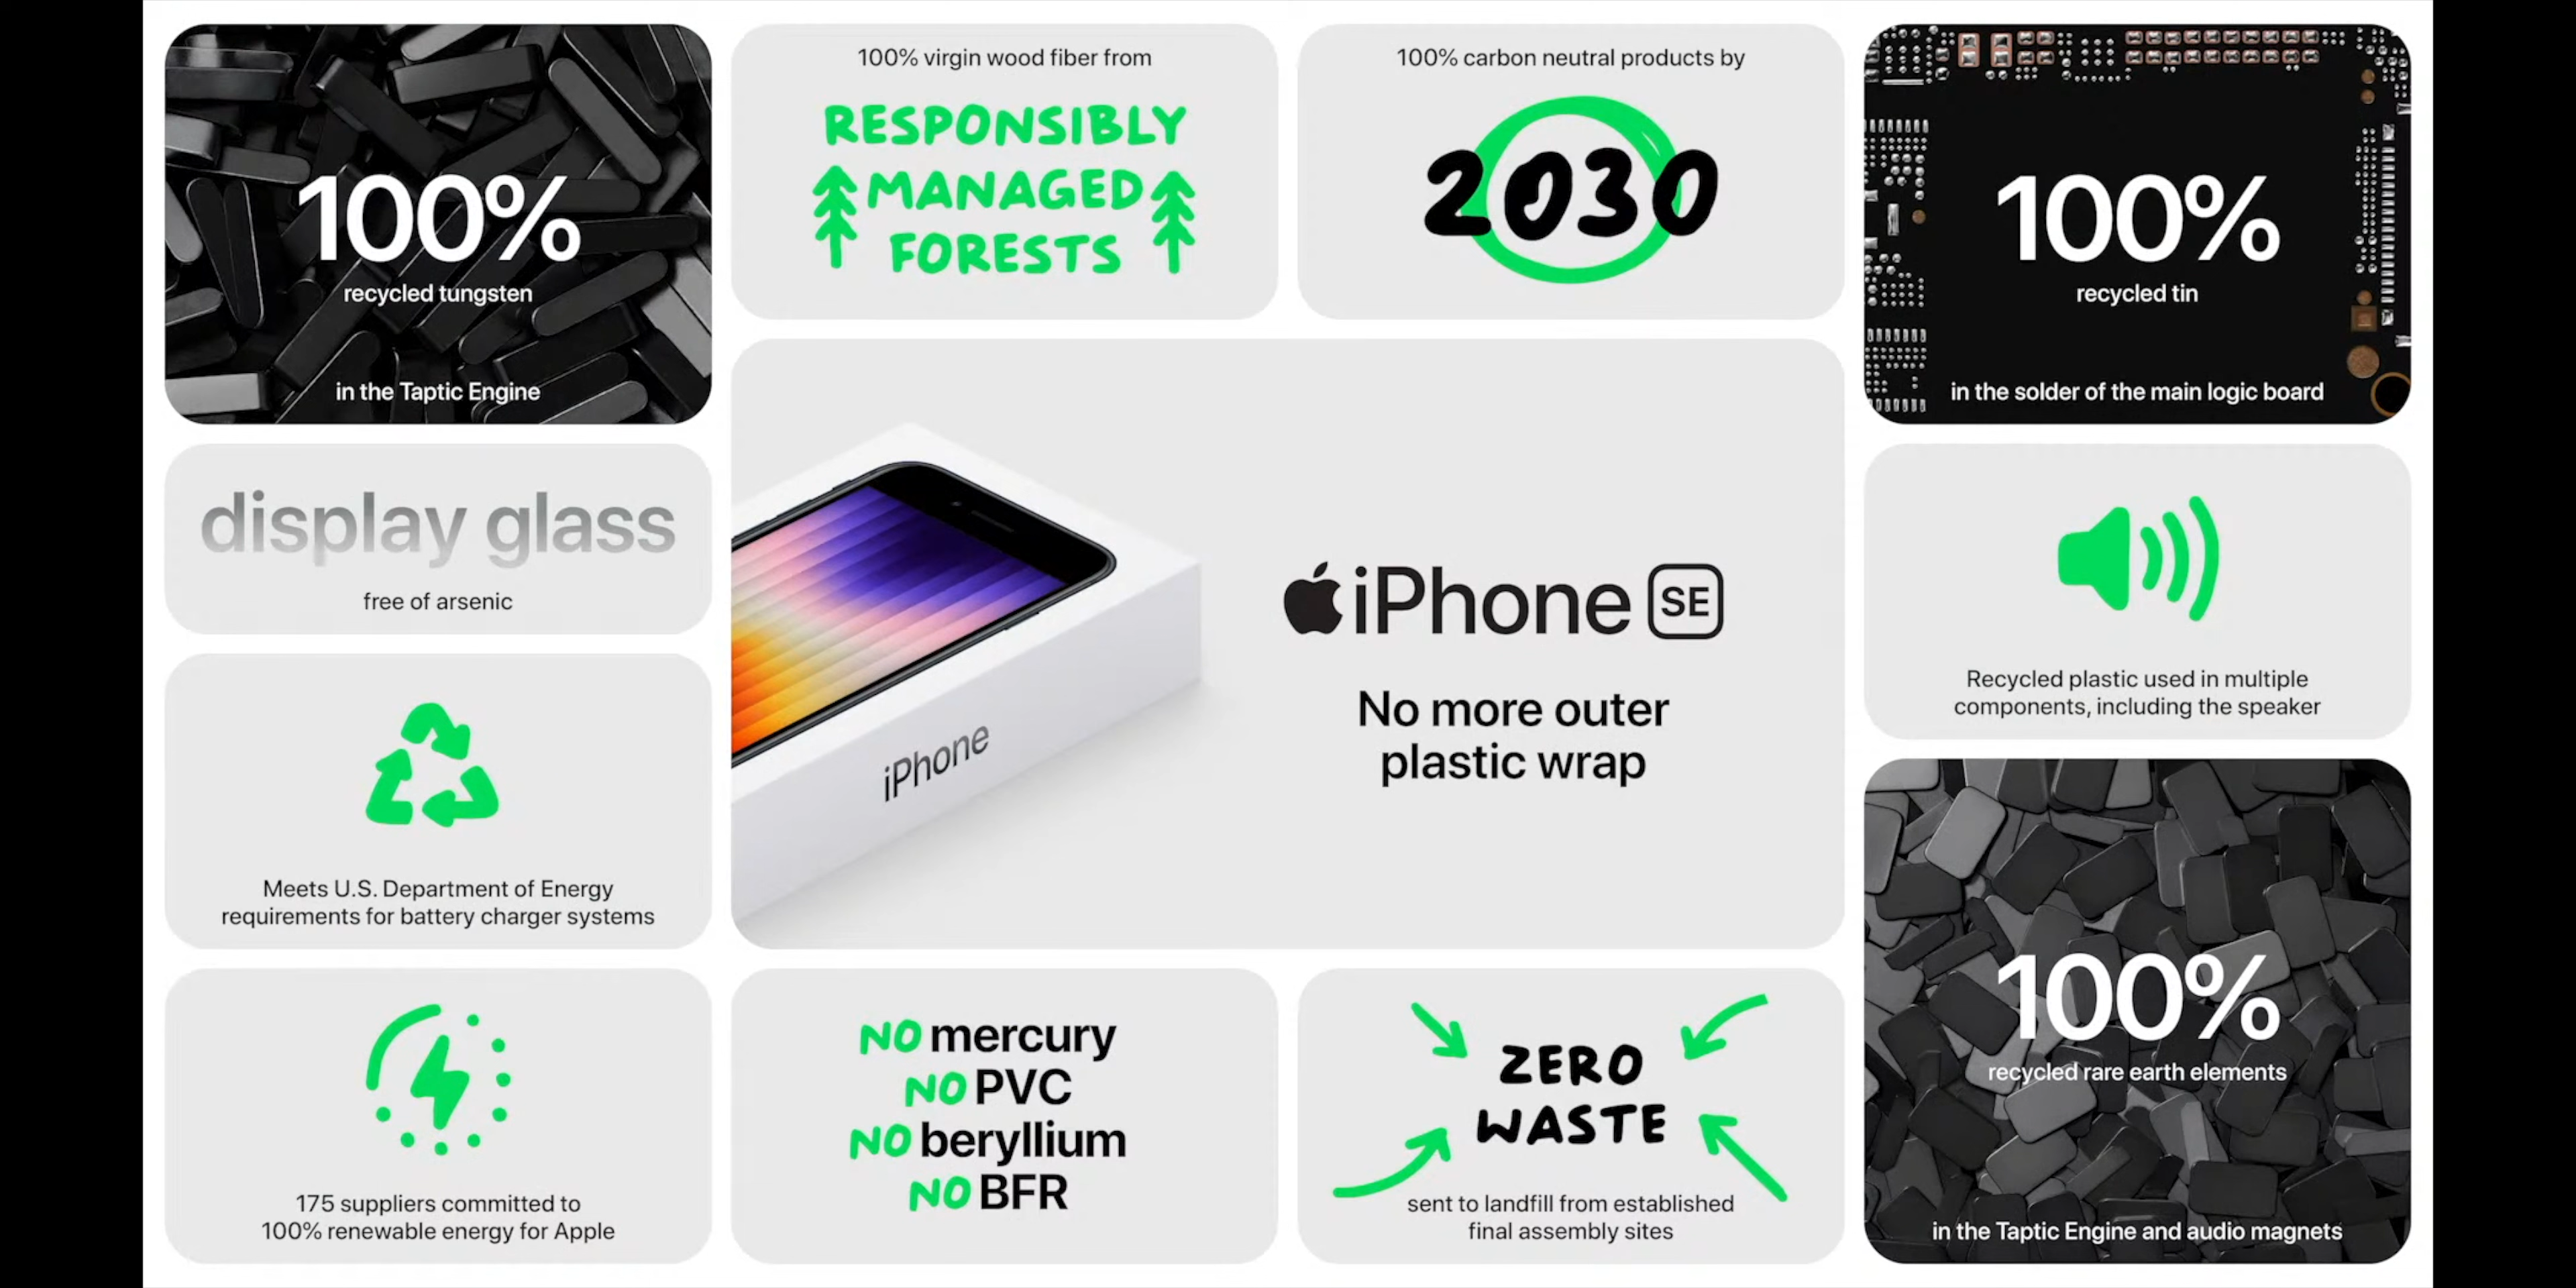 100%
recycled tungsten
in the Taptic Engine
100% virgin wood fiber from
RESPONSIBLY
MANAGED
FORESTS
100% carbon neutral products by
2030
100%
recycled tin
in the solder of the main logic board
display glass
free of arsenic
iPhone
iPhone SE
No more outer
plastic wrap
Recycled plastic used in multiple
components, including the speaker
Meets U.S. Department of Energy
requirements for battery charger systems
175 suppliers committed to
100% renewable energy for Apple
NO mercury
NO PVC
NO beryllium
NO BFR
ZERO
WASTE
sent to landfill from established
final assembly sites
100%
recycled rare earth elements
in the Taptic Engine and audio magnets